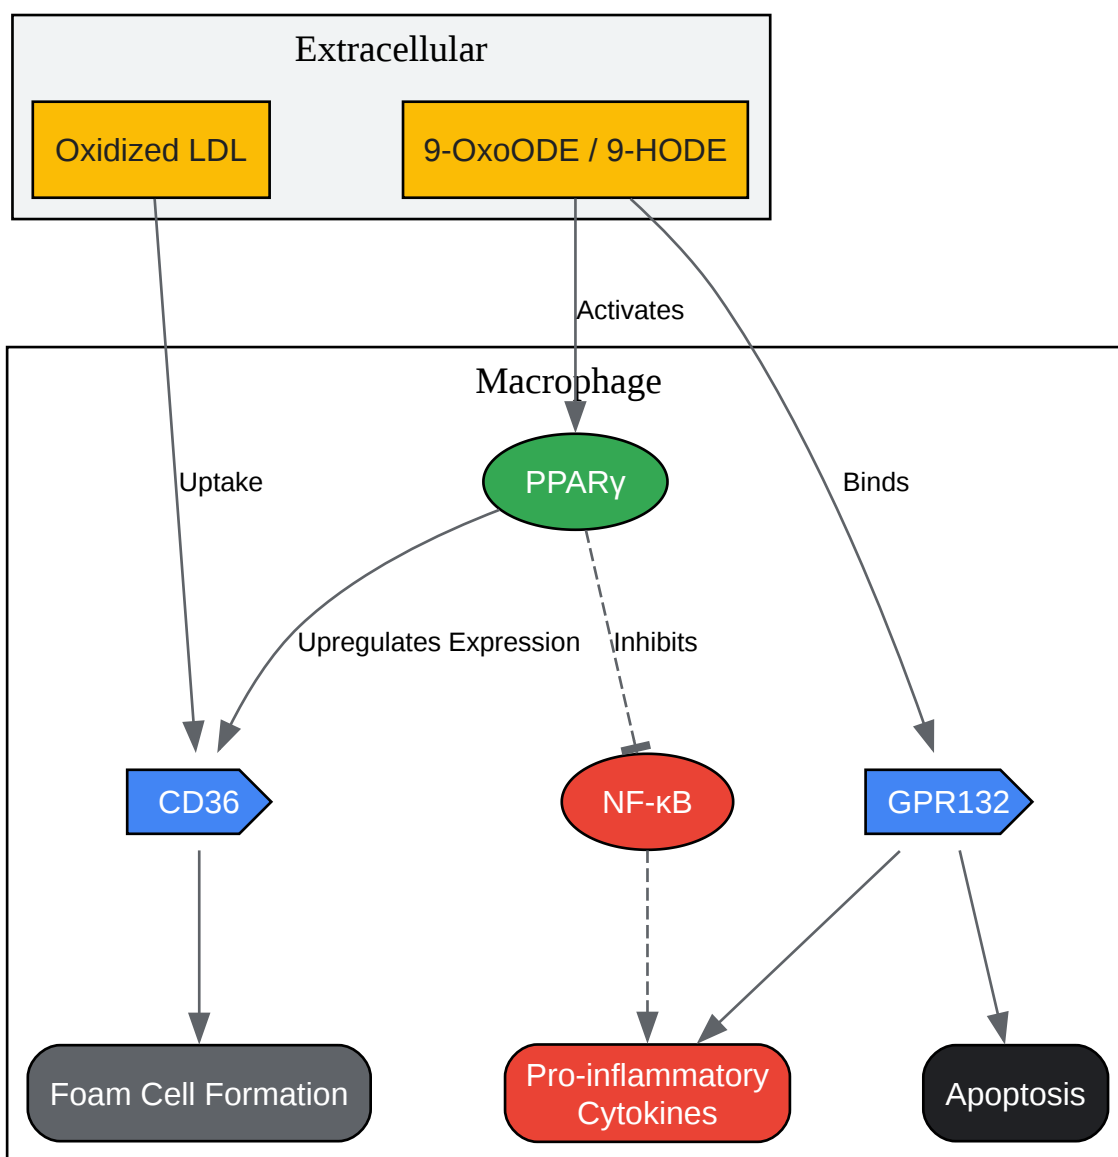 Extracellular
Oxidized LDL
9-OxoODE / 9-HODE
Activates
Macrophage
PPARγ
Uptake
Binds
Upregulates Expression
Inhibits
CD36
NF-κB
GPR132
Foam Cell Formation
Pro-inflammatory
Cytokines
Apoptosis